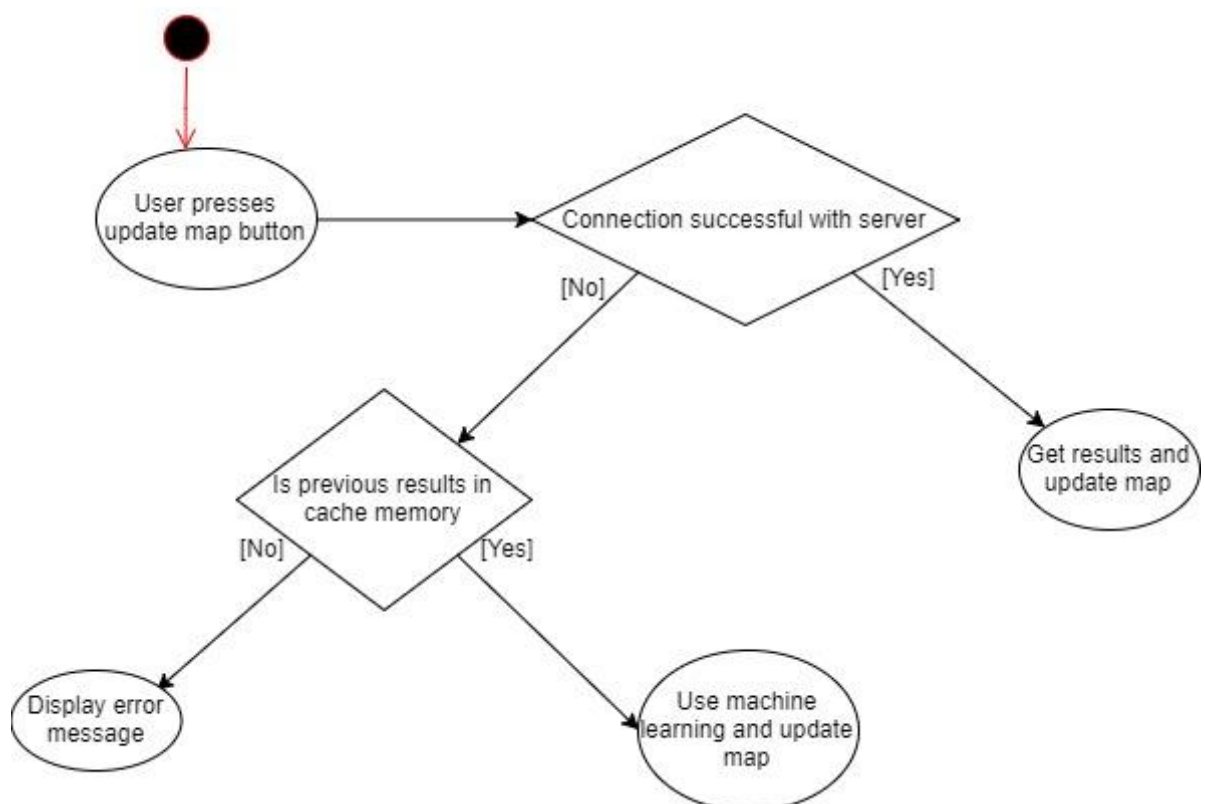 User presses
update map button
Connection successful with server
[No]
[Yes]
Get results and
update map
Is previous results in
cache memory
[No]
[Yes]
Display error
message
Use machine
learning and update
map